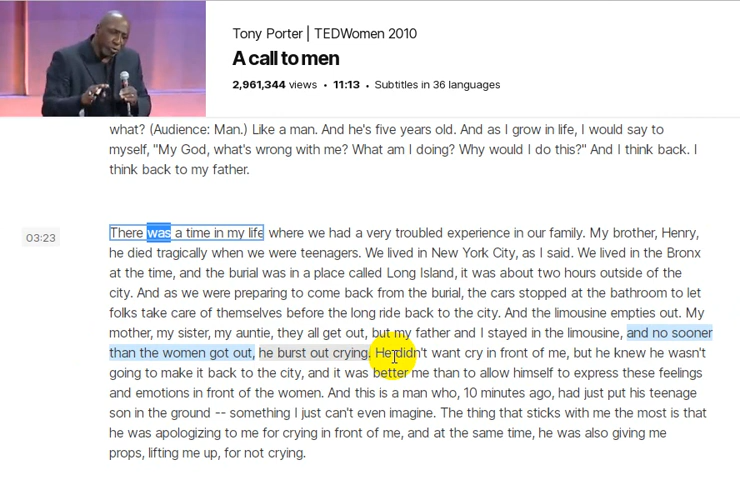 Tony Porter | TEDWomen 2010
A call to men
2,961,344 views • 11:13 • Subtitles in 36 languages
what? (Audience: Man.) Like a man. And he's five years old. And as I grow in life, I would say to
myself, "My God, what's wrong with me? What am I doing? Why would I do this?" And I think back. I
think back to my father.
03:23
There was a time in my life where we had a very troubled experience in our family. My brother, Henry,
he died tragically when we were teenagers. We lived in New York City, as I said. We lived in the Bronx
at the time, and the burial was in a place called Long Island, it was about two hours outside of the
city. And as we were preparing to come back from the burial, the cars stopped at the bathroom to let
folks take care of themselves before the long ride back to the city. And the limousine empties out. My
mother, my sister, my auntie, they all get out, but my father and I stayed in the limousine, and no sooner
than the women got out, he burst out crying. He didn't want cry in front of me, but he knew he wasn't
going to make it back to the city, and it was better me than to allow himself to express these feelings
and emotions in front of the women. And this is a man who, 10 minutes ago, had just put his teenage
son in the ground -- something I just can't even imagine. The thing that sticks with me the most is that
he was apologizing to me for crying in front of me, and at the same time, he was also giving me
props, lifting me up, for not crying.